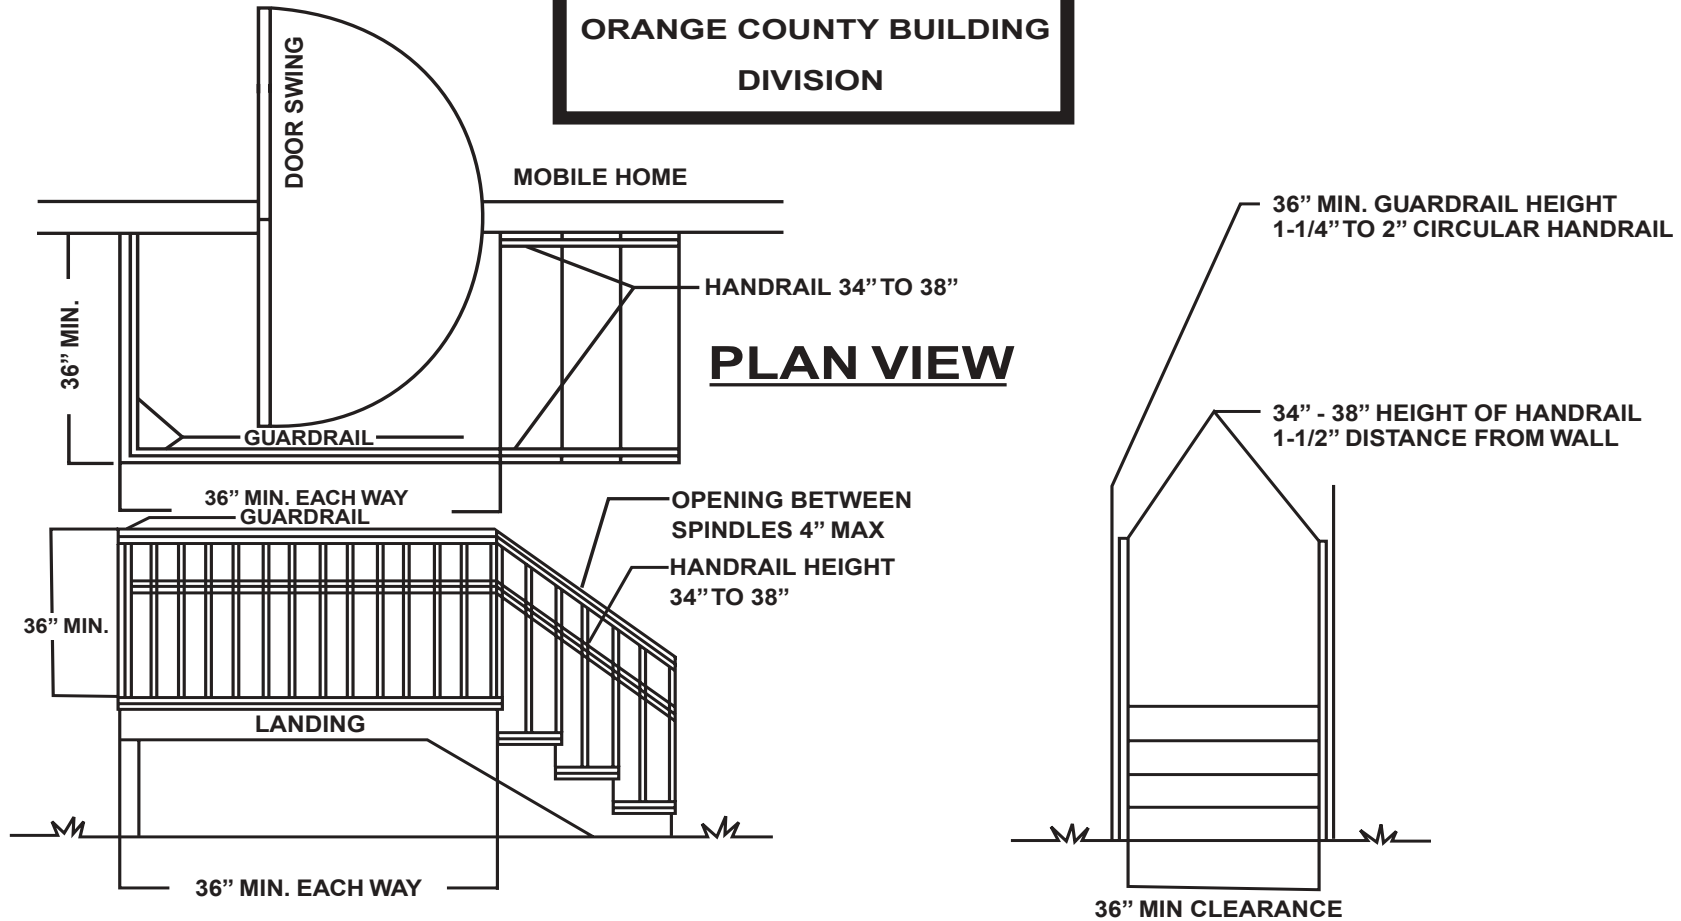 ORANGE COUNTY BUILDING
DIVISION
DOOR SWING
MOBILE HOME
36” MIN.
HANDRAIL 34” TO 38”
PLAN VIEW
GUARDRAIL
36” MIN. EACH WAY
GUARDRAIL
OPENING BETWEEN
SPINDLES 4” MAX
HANDRAIL HEIGHT
34” TO 38”
36” MIN.
LANDING
36” MIN. EACH WAY
36” MIN. GUARDRAIL HEIGHT
1-1/4” TO 2” CIRCULAR HANDRAIL
34” - 38” HEIGHT OF HANDRAIL
1-1/2” DISTANCE FROM WALL
36” MIN CLEARANCE